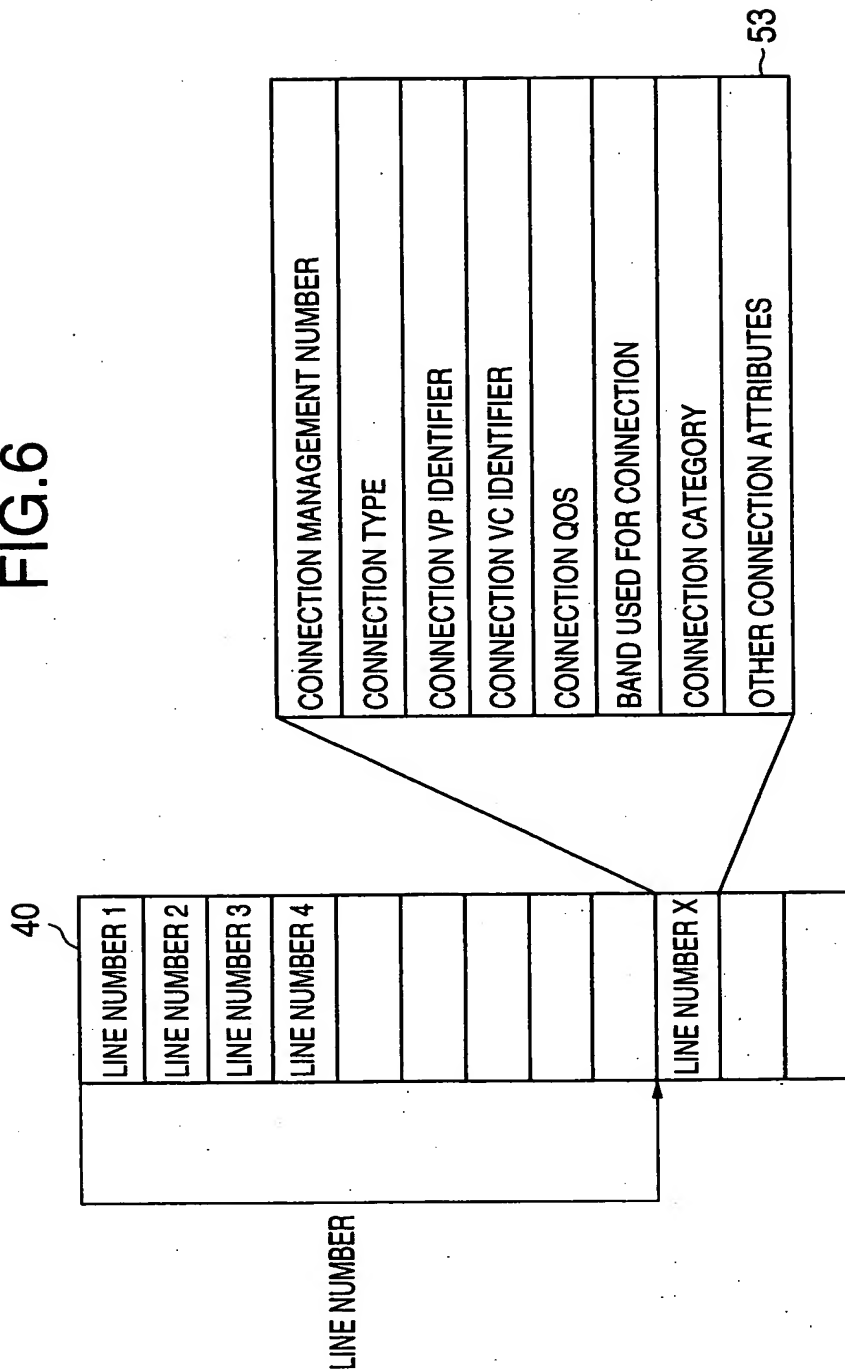 FIG.6
40
LINE NUMBER 1
LINE NUMBER 2
LINE NUMBER 3
LINE NUMBER 4
LINE NUMBER X
LINE NUMBER
CONNECTION MANAGEMENT NUMBER
CONNECTION TYPE
CONNECTION VP IDENTIFIER
CONNECTION VC IDENTIFIER
CONNECTION QOS
BAND USED FOR CONNECTION
CONNECTION CATEGORY
OTHER CONNECTION ATTRIBUTES
53